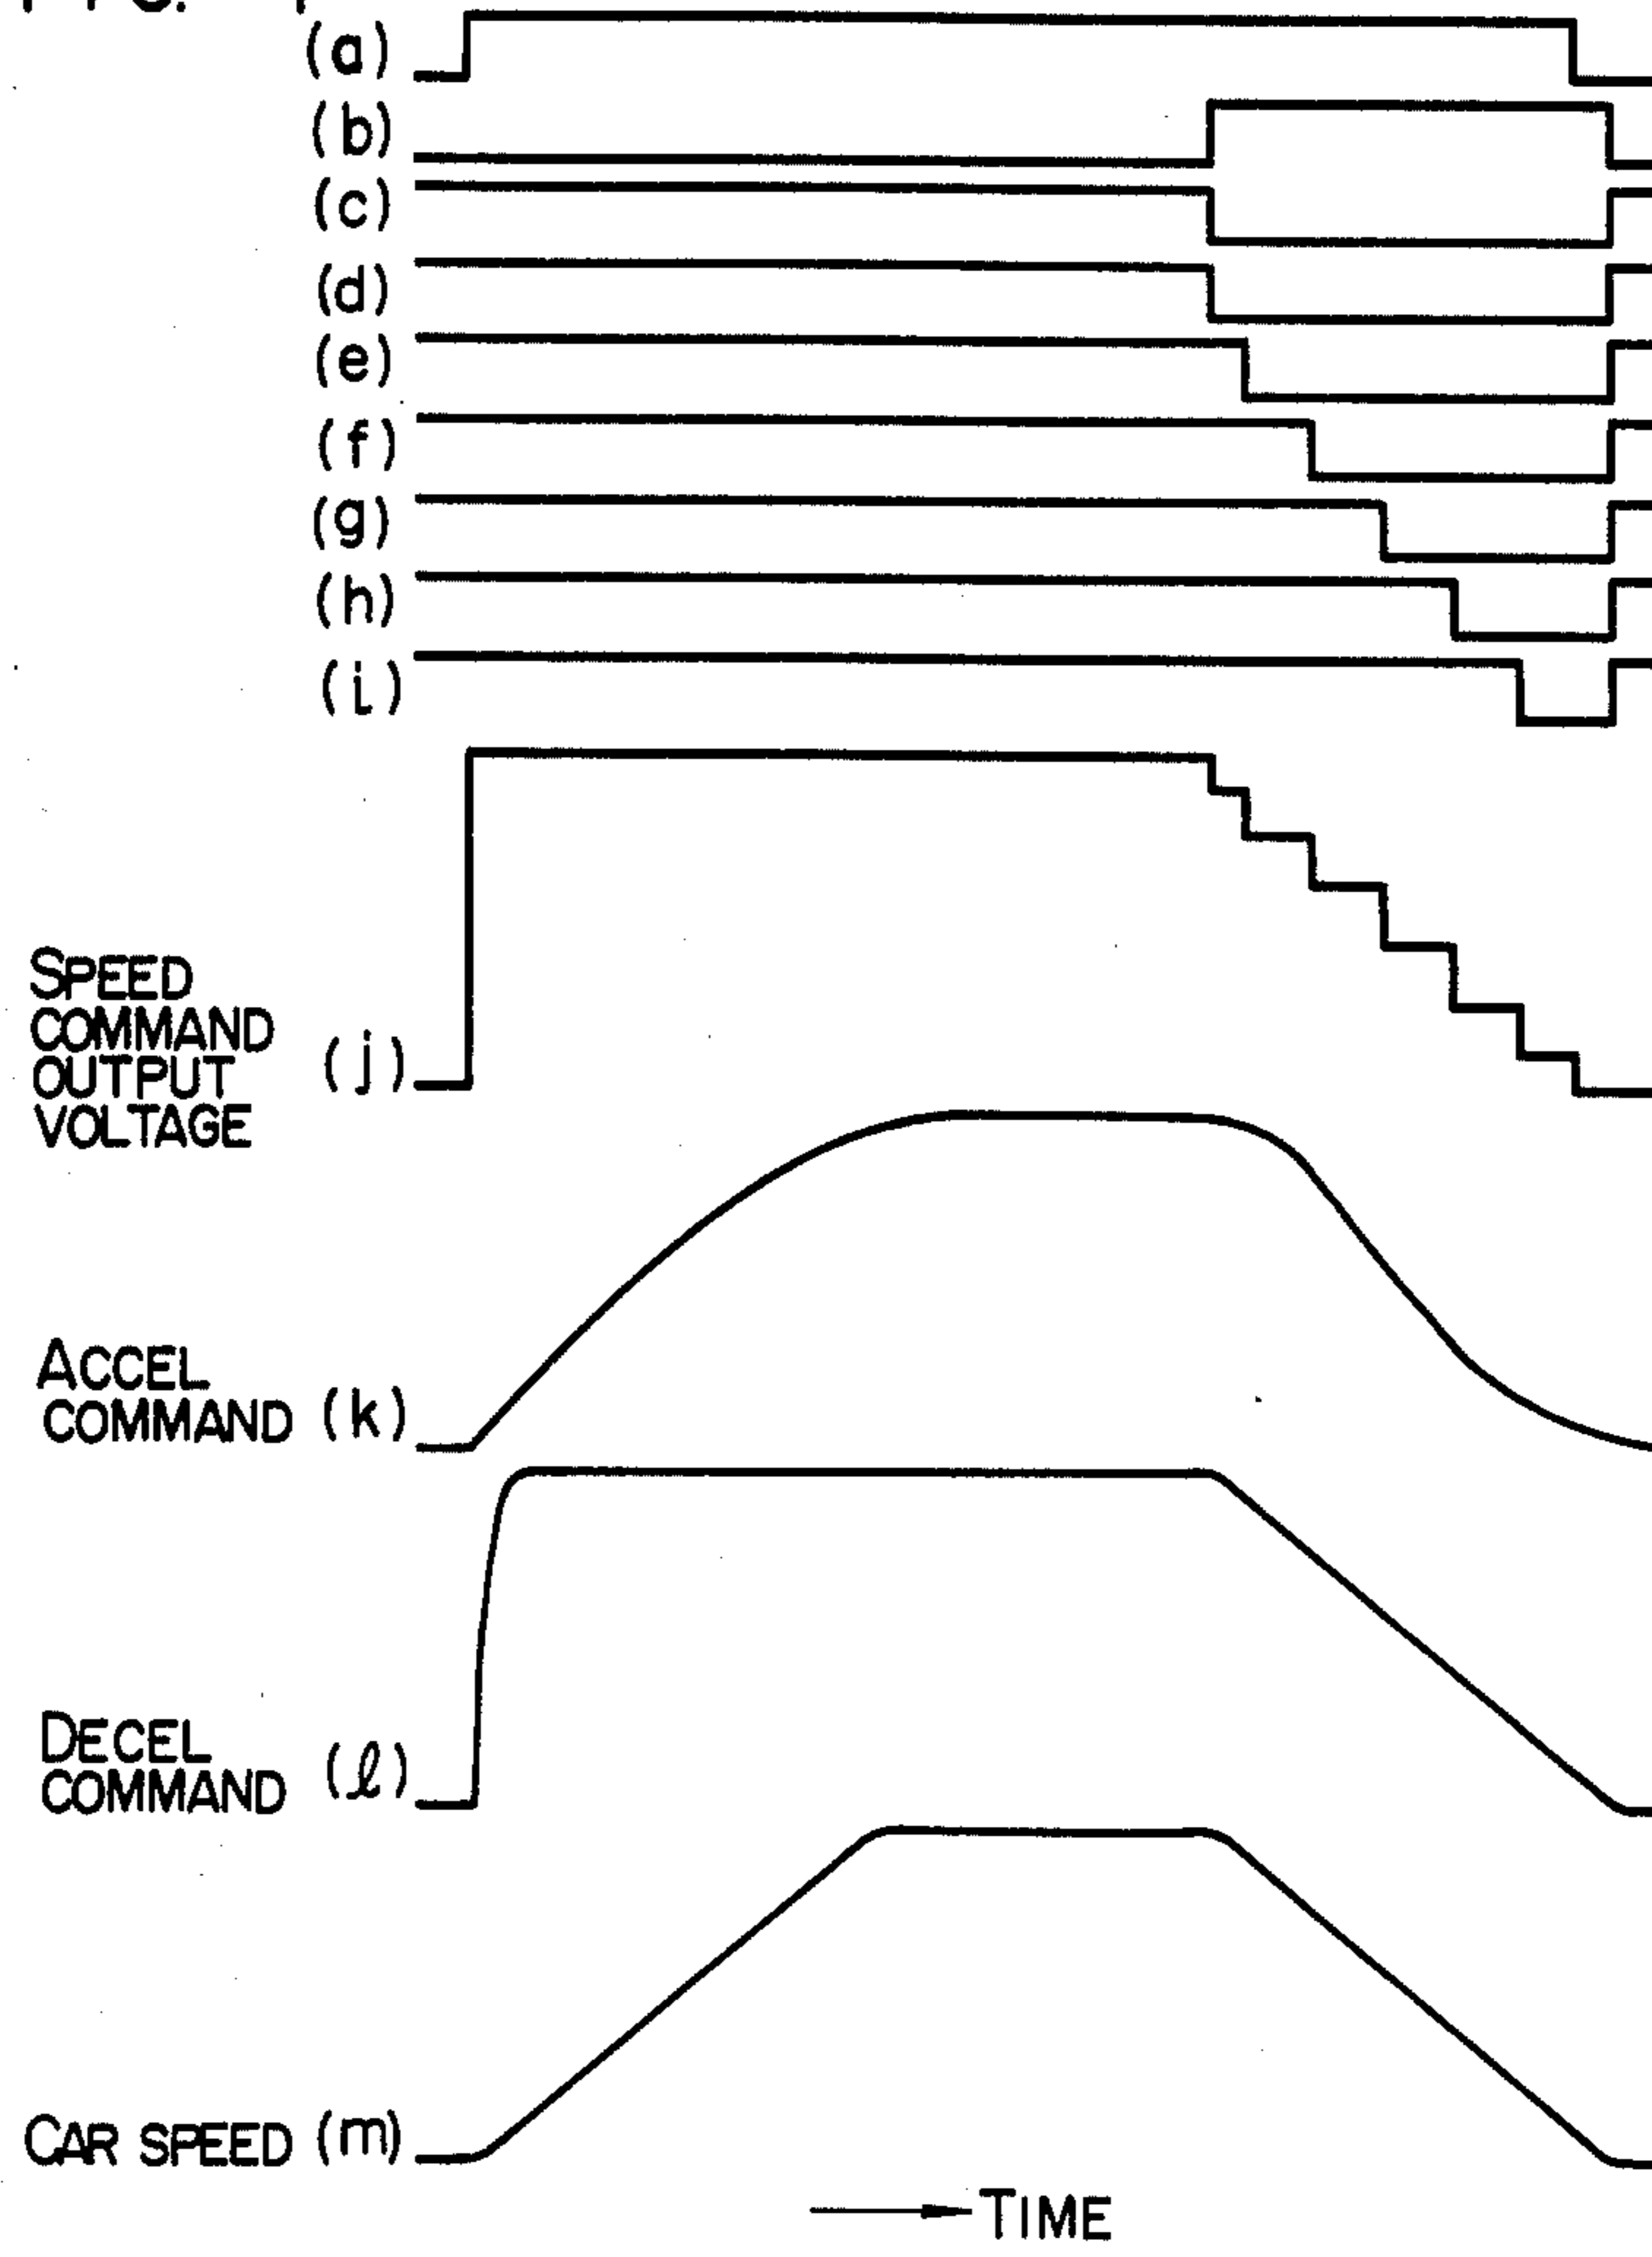 (a)
(b)
(c)
(d)
(e)
(f)
(g)
(h)
(i)
SPEED
COMMAND
OUTPUT
VOLTAGE
(j)
ACCEL
COMMAND (k)
DECEL
COMMAND (ℓ)
CAR SPEED (m)
TIME